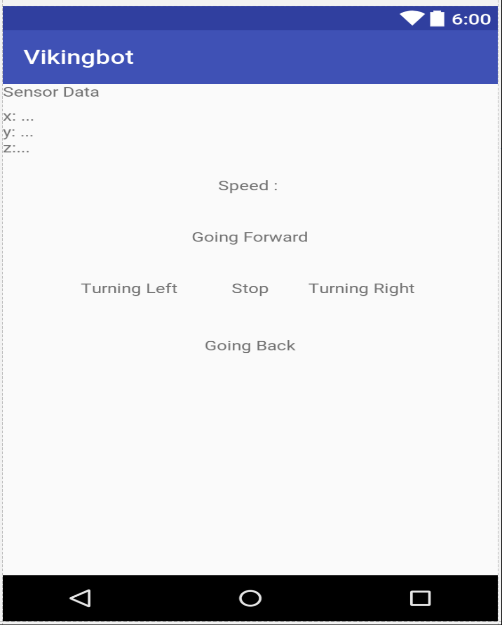 6:00
Vikingbot
Sensor Data
x: ...
y: ...
z:...
Speed :
Going Forward
Turning Left Stop Turning Right
Going Back